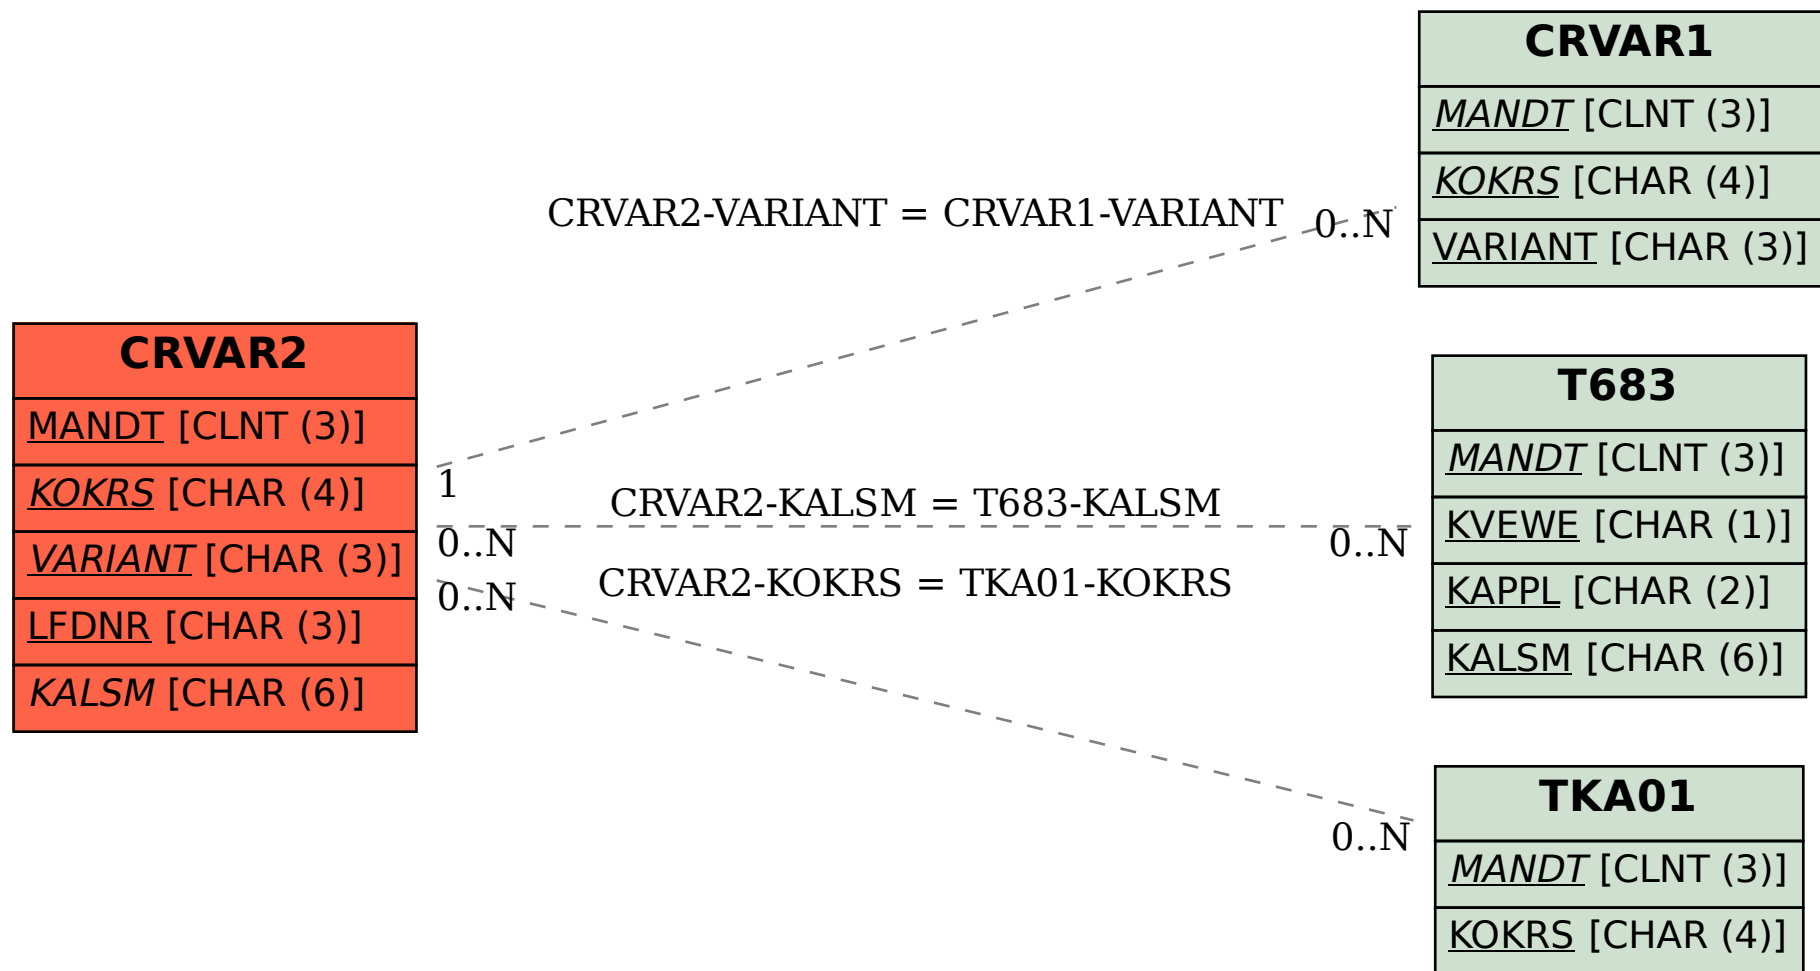 CRVAR1
MANDT [CLNT (3)]
KOKRS [CHAR (4)]
VARIANT [CHAR (3)]
CRVAR2-VARIANT = CRVAR1-VARIANT
0..N
CRVAR2
MANDT [CLNT (3)]
KOKRS [CHAR (4)]
VARIANT [CHAR (3)]
LFDNR [CHAR (3)]
KALSM [CHAR (6)]
1
CRVAR2-KALSM = T683-KALSM
0..N
0..N
CRVAR2-KOKRS = TKA01-KOKRS
0..N
0..N
T683
MANDT [CLNT (3)]
KVEWE [CHAR (1)]
KAPPL [CHAR (2)]
KALSM [CHAR (6)]
TKA01
MANDT [CLNT (3)]
KOKRS [CHAR (4)]